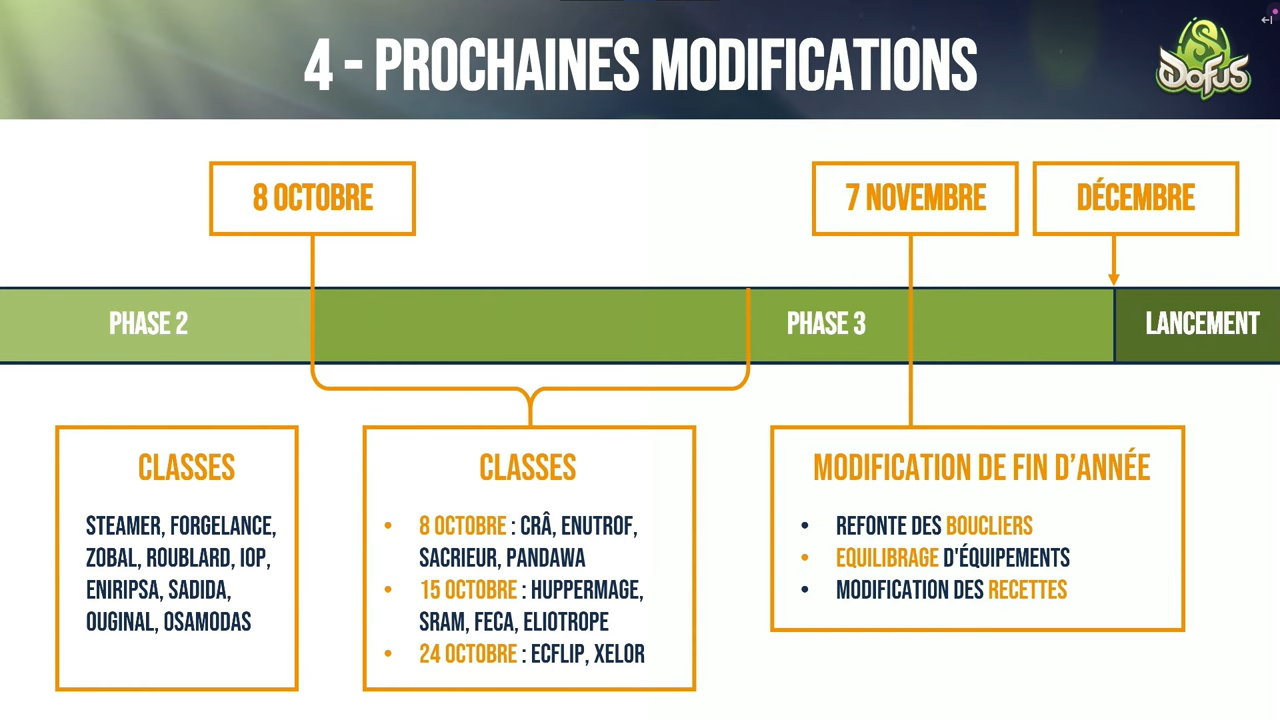 4 - PROCHAINES MODIFICATIONS
DOFUS
8 OCTOBRE
7 NOVEMBRE
DÉCEMBRE
PHASE 2
PHASE 3
LANCEMENT
CLASSES
STEAMER, FORGELANCE,
ZOBAL, ROUBLARD, IOP,
ENIRIPSA, SADIDA,
OUGINAL, OSAMODAS
CLASSES
• 8 OCTOBRE : CRÂ, ENUTROF,
SACRIEUR, PANDAWA
• 15 OCTOBRE : HUPPERMAGE,
SRAM, FECA, ELIOTROPE
• 24 OCTOBRE : ECFLIP, XELOR
MODIFICATION DE FIN D’ANNÉE
• REFONTE DES BOUCLIERS
• EQUILIBRAGE D'ÉQUIPEMENTS
• MODIFICATION DES RECETTES